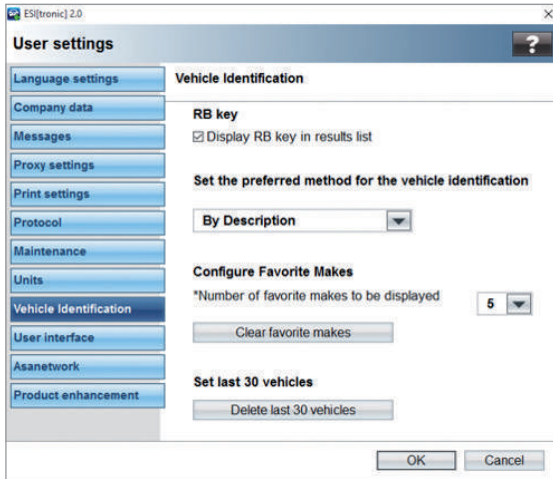 ESI[tronic] 2.0
User settings
?
Language settings
Company data
Messages
Proxy settings
Print settings
Protocol
Maintenance
Units
Vehicle Identification
User interface
Asanetwork
Product enhancement
Vehicle Identification
RB key
Display RB key in results list
Set the preferred method for the vehicle identification
By Description
Configure Favorite Makes
*Number of favorite makes to be displayed
5
Clear favorite makes
Set last 30 vehicles
Delete last 30 vehicles
OK
Cancel